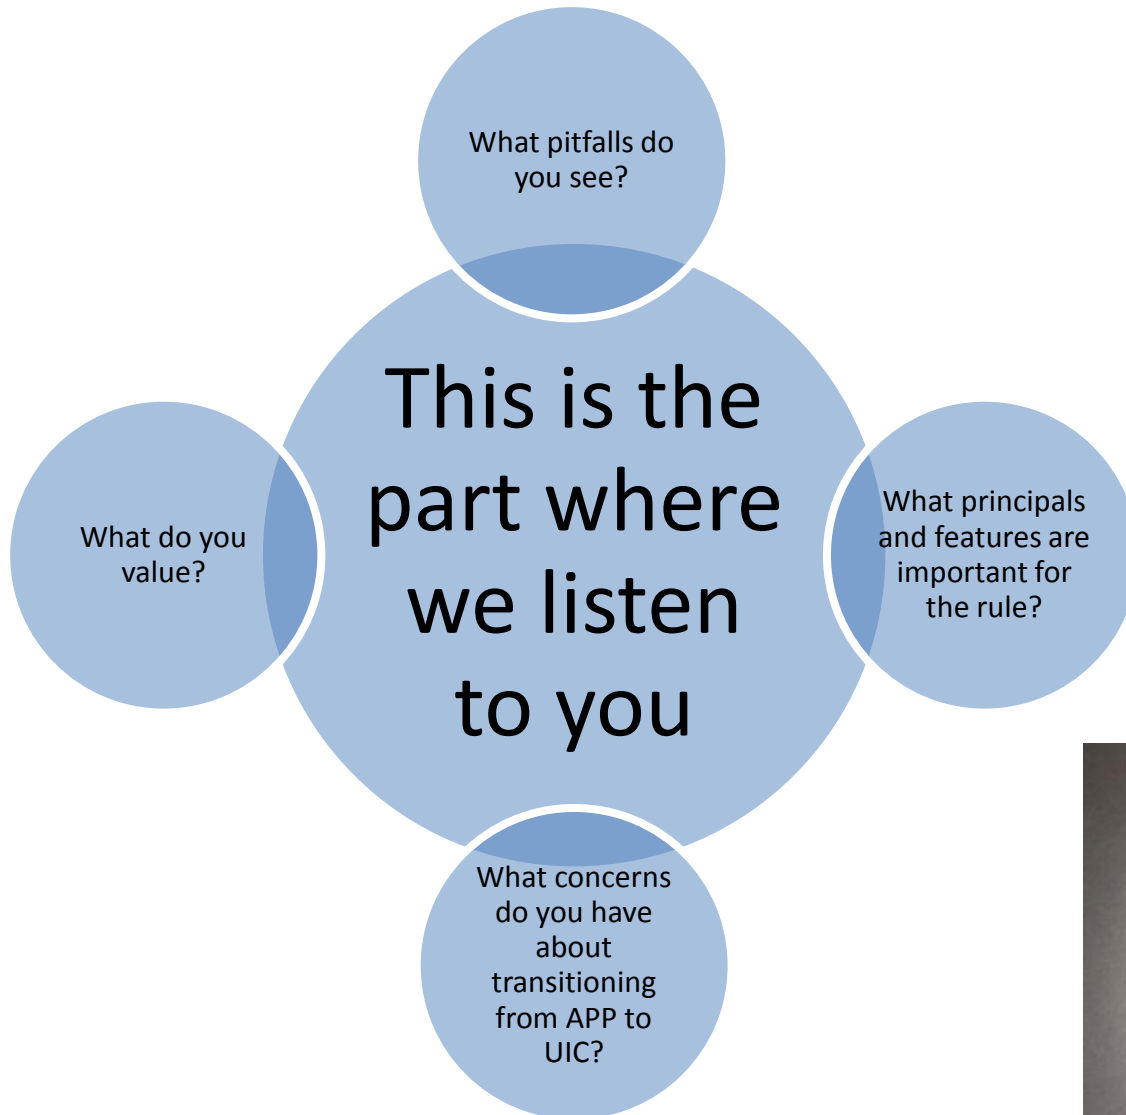 What pitfalls do
you see?
This is the
part where
we listen
to you
What do you
value?
What principals
and features are
important for
the rule?
What concerns
do you have
about
transitioning
from APP to
UIC?